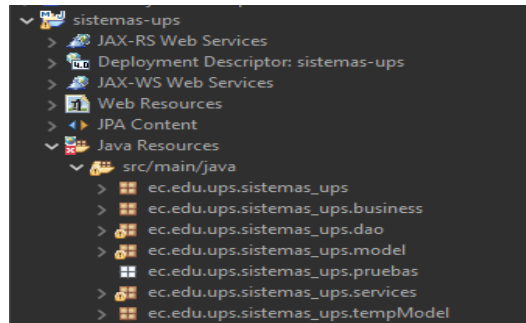 sistemas-ups
JAX-RS Web Services
Deployment Descriptor: sistemas-ups
JAX-WS Web Services
Web Resources
JPA Content
Java Resources
src/main/java
ec.edu.ups.sistemas_ups
ec.edu.ups.sistemas_ups.business
ec.edu.ups.sistemas_ups.dao
ec.edu.ups.sistemas_ups.model
ec.edu.ups.sistemas_ups.pruebas
ec.edu.ups.sistemas_ups.services
ec.edu.ups.sistemas_ups.tempModel